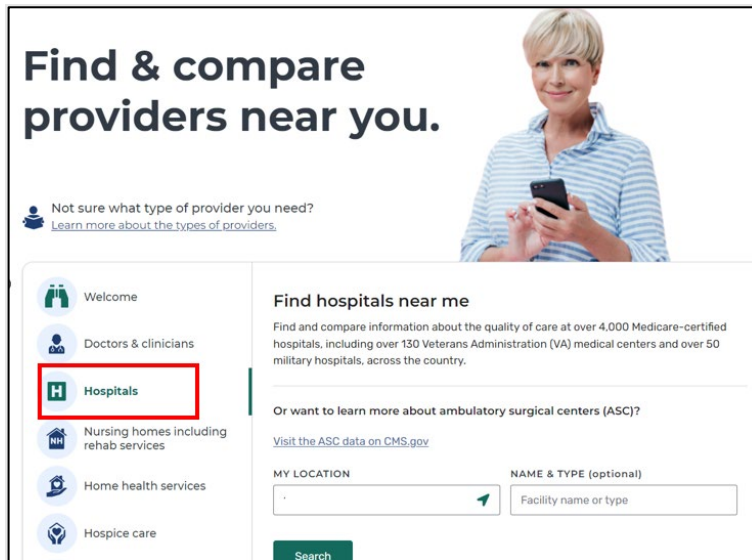 Find & compare
providers near you.
Not sure what type of provider you need?
Learn more about the types of providers.
Welcome
Doctors & clinicians
H
Hospitals
NH
Nursing homes including
rehab services
Home health services
Hospice care
Find hospitals near me
Find and compare information about the quality of care at over 4,000 Medicare-certified
hospitals, including over 130 Veterans Administration (VA) medical centers and over 50
military hospitals, across the country.
Or want to learn more about ambulatory surgical centers (ASC)?
Visit the ASC data on CMS.gov
MY LOCATION
NAME & TYPE (optional)
Facility name or type
Search